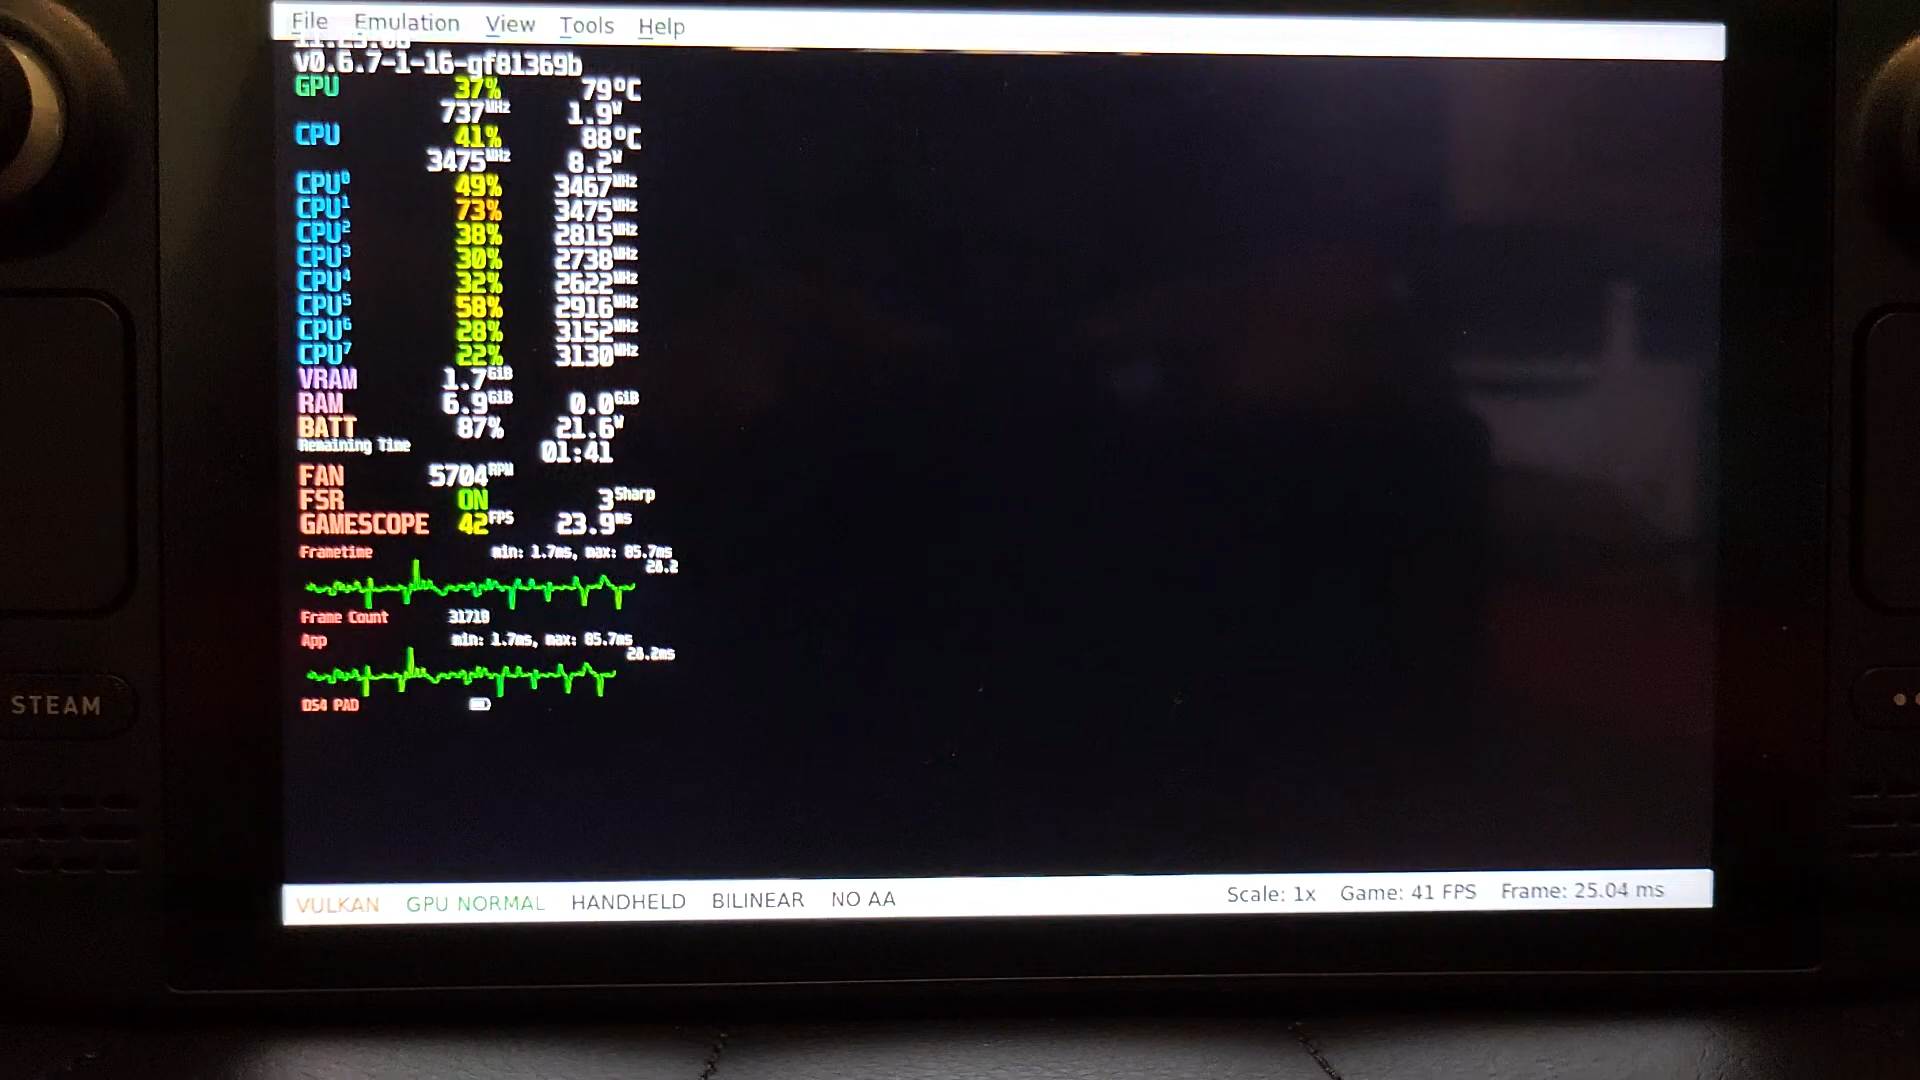 File Emulation View Tools Help
v0.6.7-1-16-gf81369b
GPU 37% 79°C
737MHz 1.9W
CPU 41% 88°C
3475MHz 8.2W
CPU0 49% 3467MHz
CPU1 73% 3475MHz
CPU2 38% 2815MHz
CPU3 30% 2738MHz
CPU4 32% 2622MHz
CPU5 58% 2916MHz
CPU6 28% 3152MHz
CPU7 22% 3130MHz
VRAM 1.7GiB
RAM 6.9GiB 0.0GiB
BATT 87% 21.6W
Remaining Time 01:41
FAN 5704RPM
FSR ON 3Sharp
GAMESCOPE 42FPS 23.9ms
Frametime min: 1.7ms, max: 85.7ms
28.2
Frame Count 31718
App min: 1.7ms, max: 85.7ms
28.2ms
DS4 PAD
STEAM
VULKAN GPU NORMAL HANDHELD BILINEAR NO AA Scale: 1x Game: 41 FPS Frame: 25.04 ms